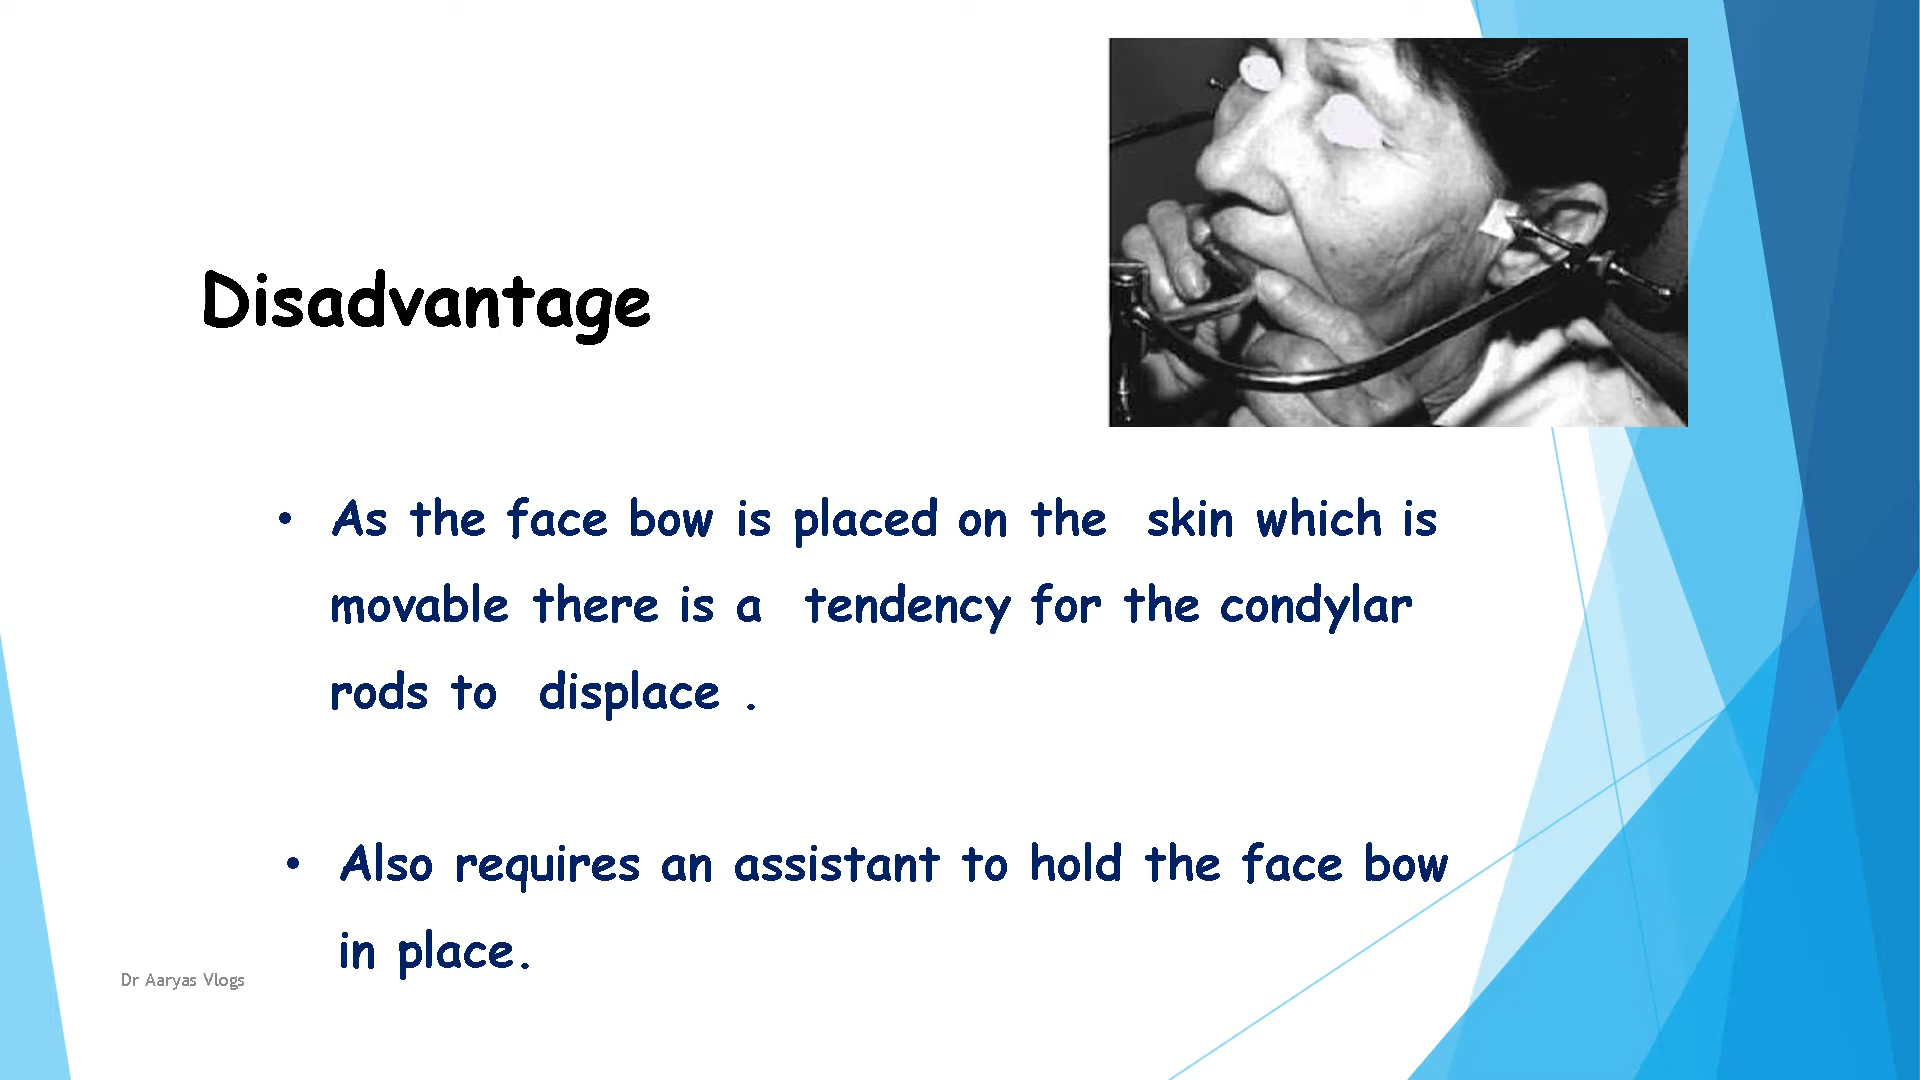 Disadvantage
• As the face bow is placed on the skin which is
movable there is a tendency for the condylar
rods to displace .
• Also requires an assistant to hold the face bow
in place.
Dr Aaryas Vlogs